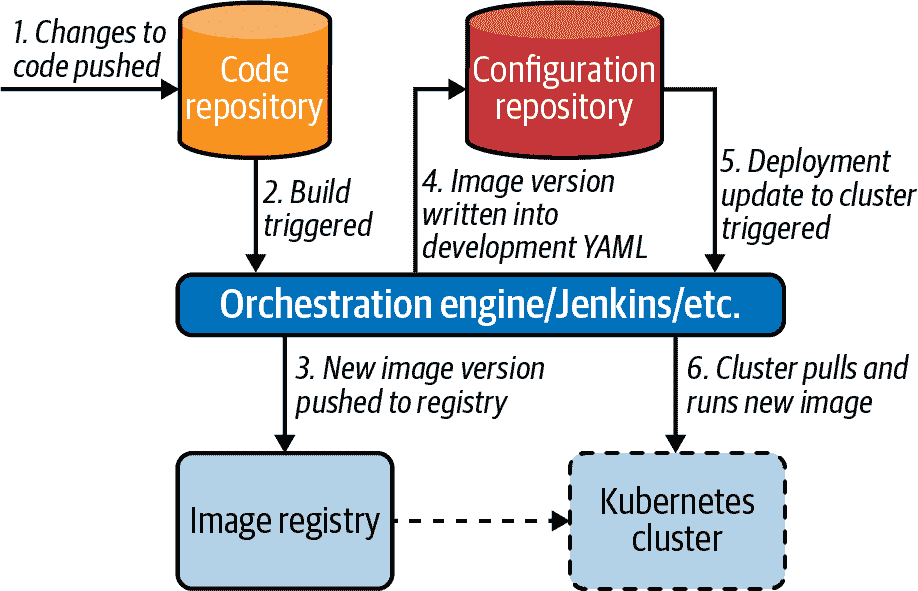 1. Changes to
code pushed
Code
repository
Configuration
repository
2. Build
triggered
4. Image version
written into
development YAML
5. Deployment
update to cluster
triggered
Orchestration engine/Jenkins/etc.
3. New image version
pushed to registry
6. Cluster pulls and
runs new image
Image registry
Kubernetes
cluster